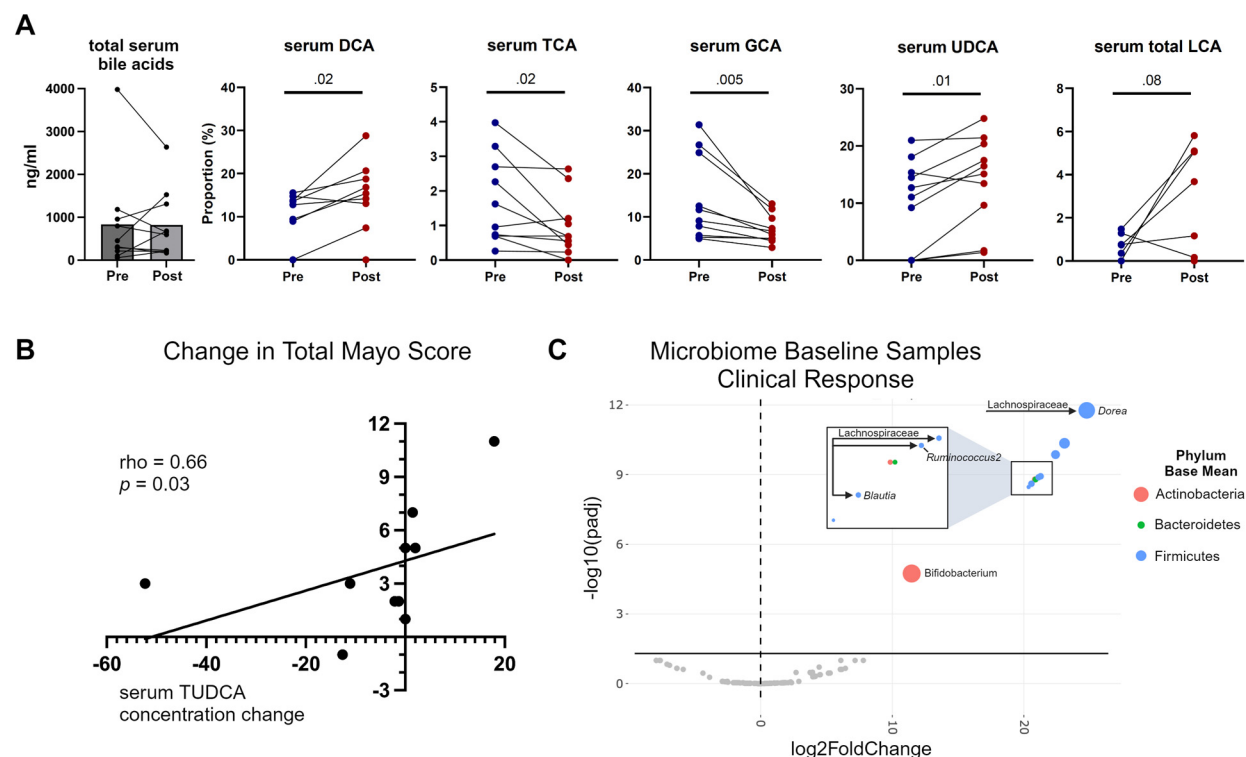 A
total serum
bile acids
serum DCA
serum TCA
serum GCA
serum UDCA
serum total LCA
.02
.02
.005
.01
.08
ng/ml
4000
3000
2000
1000
0
Pre
Post
Proportion (%)
40
30
20
10
0
Pre
Post
5
4
3
2
1
0
Pre
Post
40
30
20
10
0
Pre
Post
30
20
10
0
Pre
Post
8
6
4
2
0
Pre
Post
B
Change in Total Mayo Score
rho = 0.66
p = 0.03
12
9
6
3
-3
-60
-40
-20
0
20
serum TUDCA
concentration change
C
Microbiome Baseline Samples
Clinical Response
-log10(padj)
12
9
6
3
0
Lachnospiraceae
Dorea
Lachnospiraceae
Ruminococcus2
Blautia
Bifidobacterium
0
10
20
log2FoldChange
Phylum
Base Mean
Actinobacteria
Bacteroidetes
Firmicutes